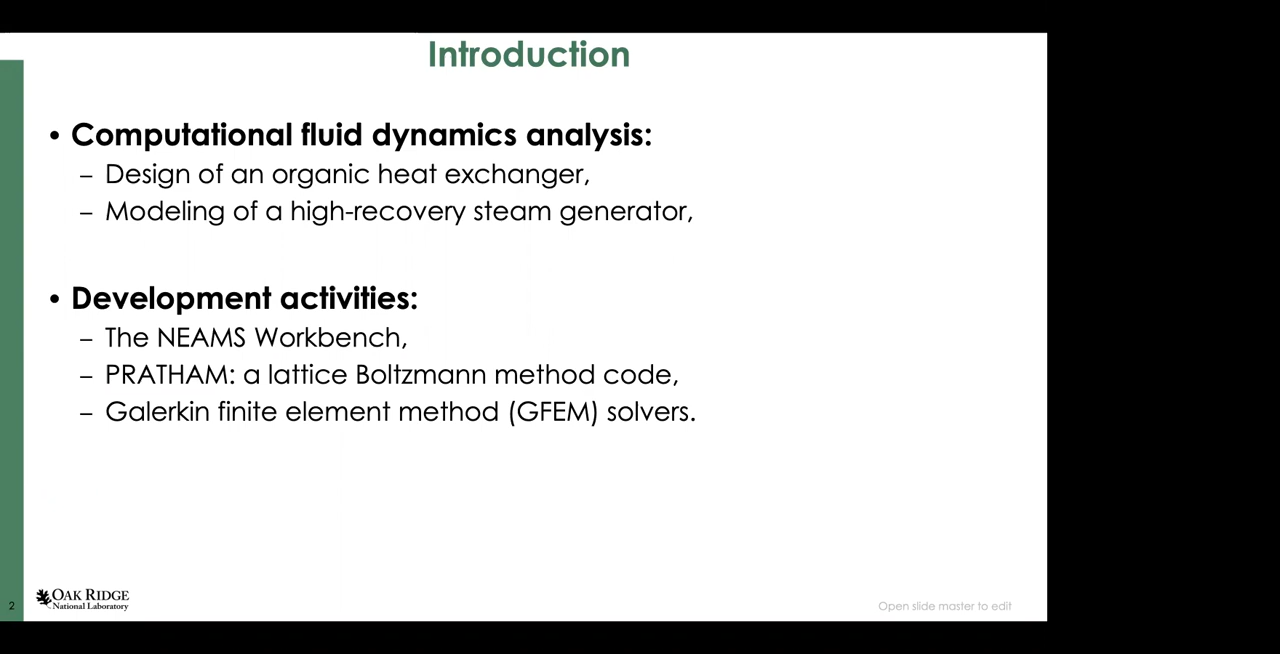 Introduction
• Computational fluid dynamics analysis:
– Design of an organic heat exchanger,
– Modeling of a high-recovery steam generator,
• Development activities:
– The NEAMS Workbench,
– PRATHAM: a lattice Boltzmann method code,
– Galerkin finite element method (GFEM) solvers.
2
OAK RIDGE
National Laboratory
Open slide master to edit